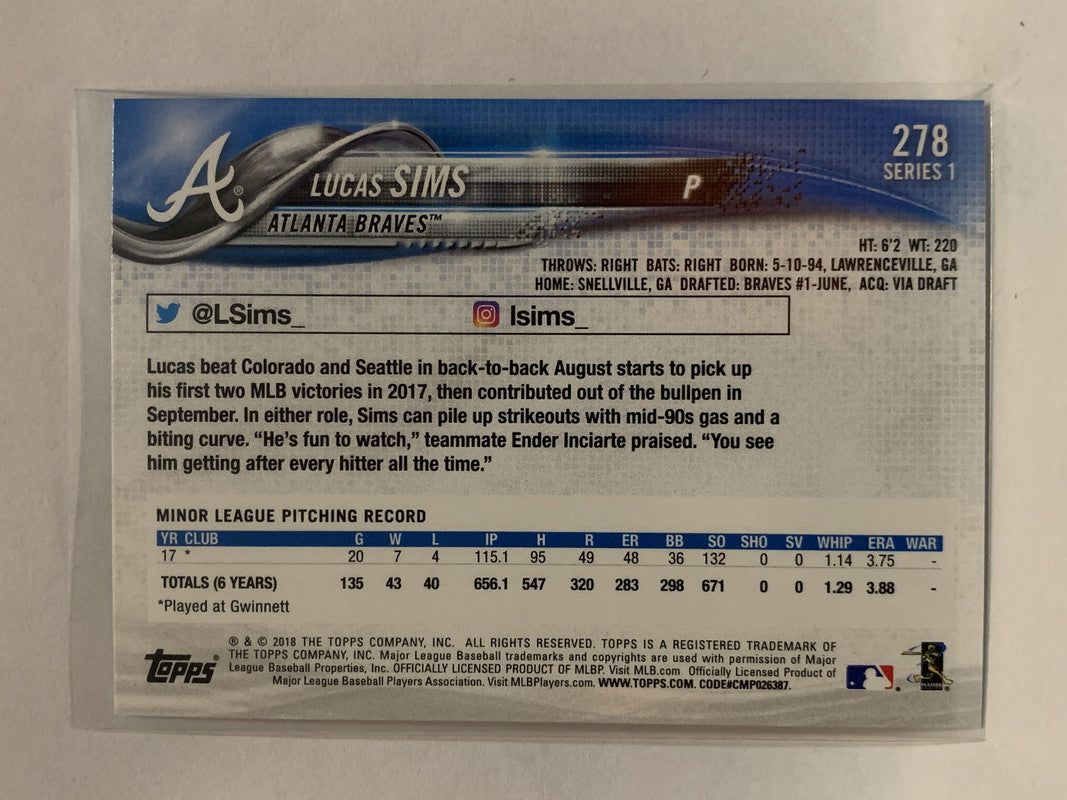 A®
LUCAS SIMS
P
278
SERIES 1
ATLANTA BRAVES™
HT: 6'2 WT: 220
THROWS: RIGHT BATS: RIGHT BORN: 5-10-94, LAWRENCEVILLE, GA
HOME: SNELLVILLE, GA DRAFTED: BRAVES #1-JUNE, ACQ: VIA DRAFT
@LSims_ lsims_
Lucas beat Colorado and Seattle in back-to-back August starts to pick up
his first two MLB victories in 2017, then contributed out of the bullpen in
September. In either role, Sims can pile up strikeouts with mid-90s gas and a
biting curve. “He’s fun to watch,” teammate Ender Inciarte praised. “You see
him getting after every hitter all the time.”
MINOR LEAGUE PITCHING RECORD
YR CLUB G W L IP H R ER BB SO SHO SV WHIP ERA WAR
17 * 20 7 4 115.1 95 49 48 36 132 0 0 1.14 3.75 -
TOTALS (6 YEARS) 135 43 40 656.1 547 320 283 298 671 0 0 1.29 3.88 -
*Played at Gwinnett
® & © 2018 THE TOPPS COMPANY, INC. ALL RIGHTS RESERVED. TOPPS IS A REGISTERED TRADEMARK OF
THE TOPPS COMPANY, INC. Major League Baseball trademarks and copyrights are used with permission of Major
League Baseball Properties, Inc. OFFICIALLY LICENSED PRODUCT OF MLBP. Visit MLB.com Officially Licensed Product of
Major League Baseball Players Association. Visit MLBPlayers.com. WWW.TOPPS.COM. CODE#CMP026387.
TOPPS®